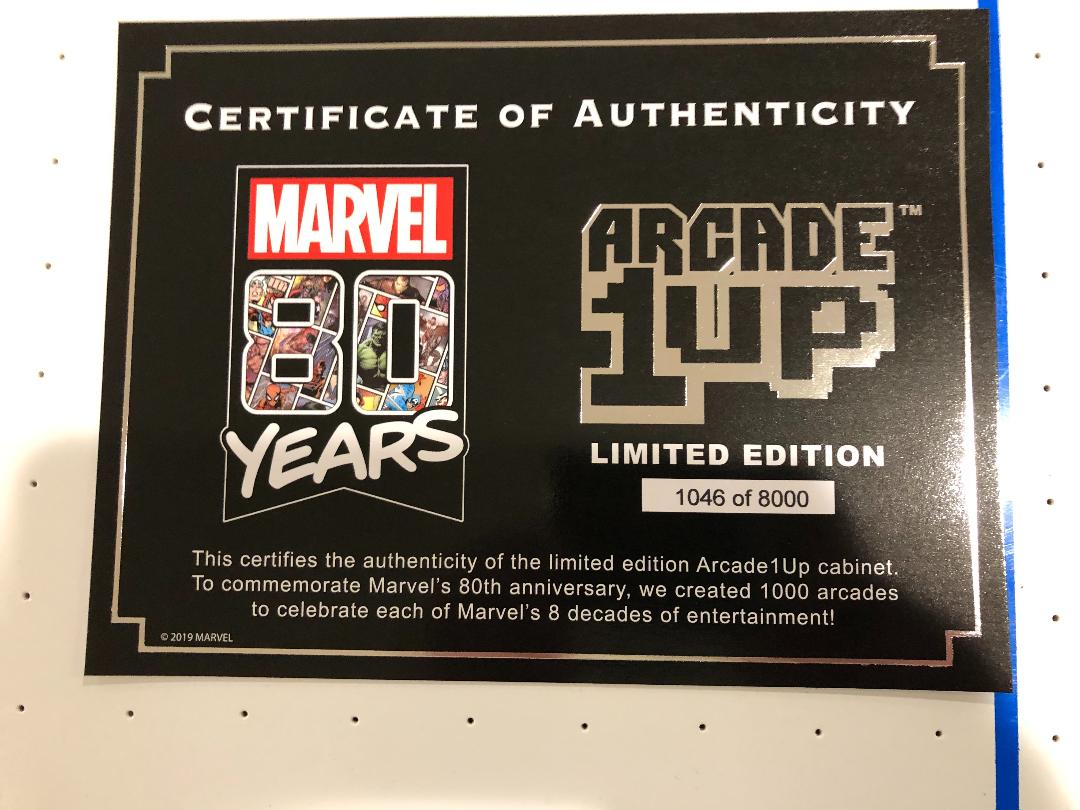 CERTIFICATE OF AUTHENTICITY
MARVEL
80
YEARS
ARCADE™
1UP
LIMITED EDITION
1046 of 8000
This certifies the authenticity of the limited edition Arcade1Up cabinet.
To commemorate Marvel's 80th anniversary, we created 1000 arcades
to celebrate each of Marvel's 8 decades of entertainment!
© 2019 MARVEL